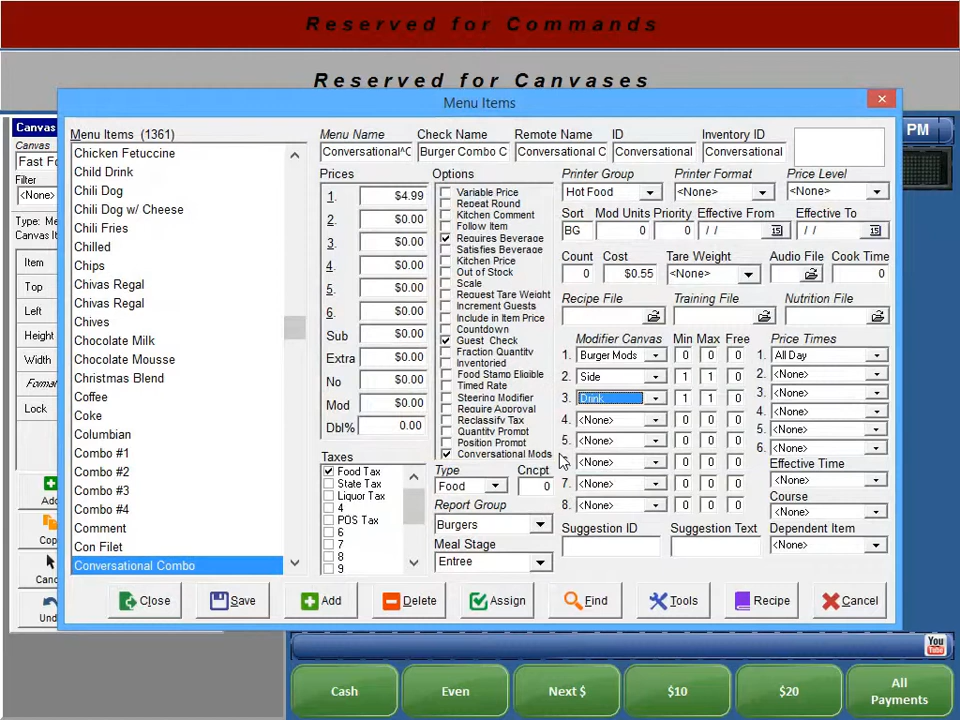 Reserved for Commands
Reserved for Canvases
Menu Items
Canvas
Canvas
Fast Fo
Filter
<None>
Type: Me
Canvas Ite
Item
Top
Left
Height
Width
Forma
Lock
Add
Cop
Canc
Und
PM
Menu Items (1361)
Chicken Fetuccine
Child Drink
Chili Dog
Chili Dog w/ Cheese
Chili Fries
Chilled
Chips
Chivas Regal
Chivas Regal
Chives
Chocolate Milk
Chocolate Mousse
Christmas Blend
Coffee
Coke
Columbian
Combo #1
Combo #2
Combo #3
Combo #4
Comment
Con Filet
Conversational Combo
Menu Name
Conversational^C
Check Name
Burger Combo C
Remote Name
Conversational C
ID
Conversational
Inventory ID
Conversational
Prices
1. $4.99
2. $0.00
3. $0.00
4. $0.00
5. $0.00
6. $0.00
Sub $0.00
Extra $0.00
No $0.00
Mod $0.00
Dbl% 0.00
Taxes
Food Tax
State Tax
Liquor Tax
4
POS Tax
6
7
8
9
Options
Variable Price
Repeat Round
Kitchen Comment
Follow Item
Requires Beverage
Satisfies Beverage
Kitchen Price
Out of Stock
Scale
Request Tare Weight
Increment Guests
Include in Item Price
Countdown
Guest Check
Fraction Quantity
Inventoried
Food Stamp Eligible
Timed Rate
Steering Modifier
Require Approval
Reclassify Tax
Quantity Prompt
Position Prompt
Conversational Mods
Type
Food
Cncpt
0
Report Group
Burgers
Meal Stage
Entree
Printer Group
Hot Food
Printer Format
<None>
Price Level
<None>
Sort
BG
Mod Units
0
Priority
0
Effective From
/ /
15
Effective To
/ /
15
Count
0
Cost
$0.55
Tare Weight
<None>
Audio File
Cook Time
0
Recipe File
Training File
Nutrition File
Modifier Canvas Min Max Free
1. Burger Mods 0 0 0
2. Side 1 1 0
3. Drink 1 1 0
4. <None> 0 0 0
5. <None> 0 0 0
<None> 0 0 0
7. <None> 0 0 0
8. <None> 0 0 0
Price Times
1. All Day
2. <None>
3. <None>
4. <None>
5. <None>
6. <None>
Effective Time
<None>
Course
<None>
Suggestion ID
Suggestion Text
Dependent Item
<None>
Close
Save
Add
Delete
Assign
Find
Tools
Recipe
Cancel
You
Tube
Cash
Even
Next $
$10
$20
All
Payments